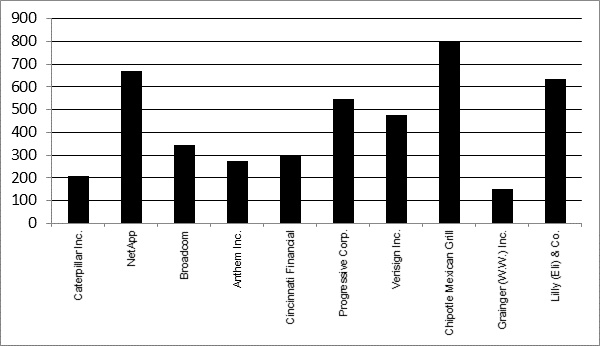 900
800
700
600
500
400
300
200
100
0
Caterpillar Inc.
NetApp
Broadcom
Anthem Inc.
Cincinnati Financial
Progressive Corp.
Verisign Inc.
Chipotle Mexican Grill
Grainger (W.W.) Inc.
Lilly (Eli) & Co.